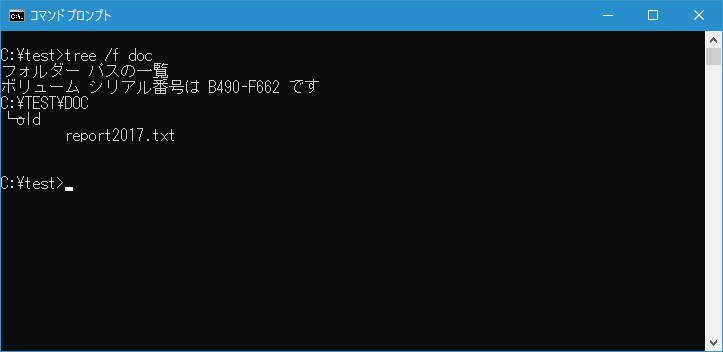 コマンドプロンプト
C:¥test>tree /f doc
フォルダー パスの一覧
ボリューム シリアル番号は B490-F662 です
C:¥TEST¥DOC
└─old
        report2017.txt
C:¥test>